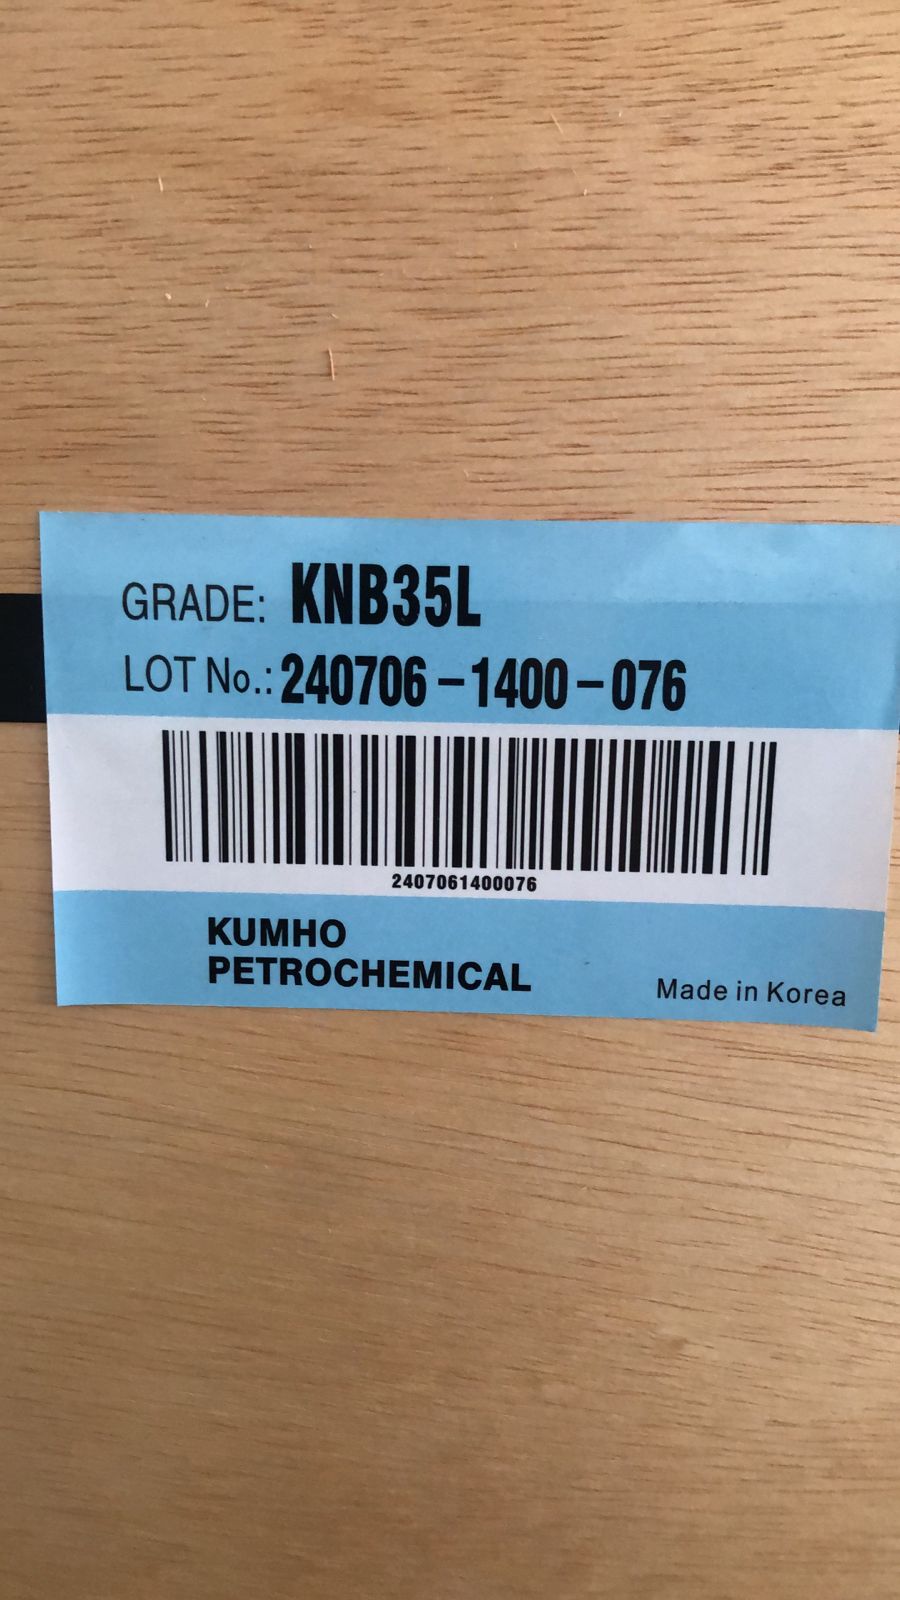 GRADE: KNB35L
LOT No.: 240706-1400-076
2407061400076
KUMHO
PETROCHEMICAL
Made in Korea